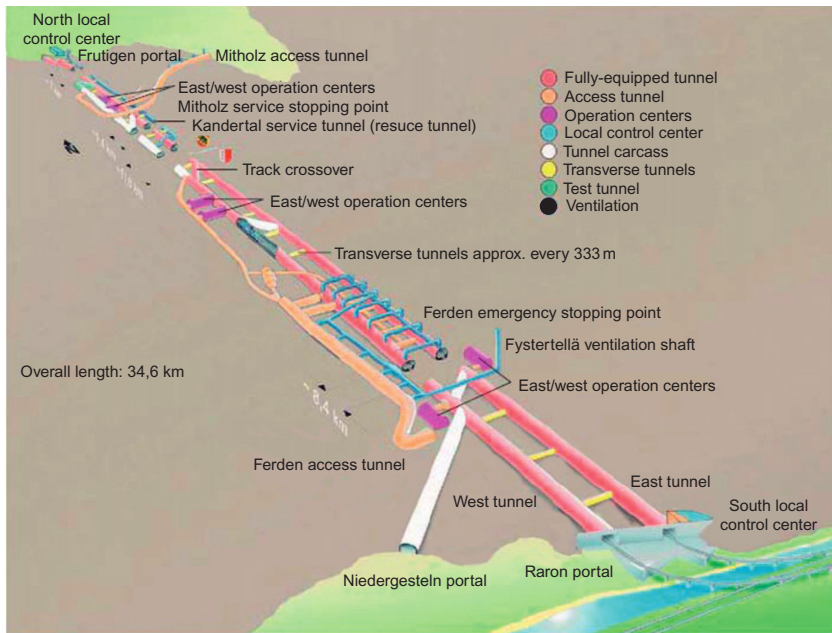 North local
control center
Frutigen portal
Mitholz access tunnel
East/west operation centers
Mitholz service stopping point
Kandertal service tunnel (resuce tunnel)
Track crossover
East/west operation centers
Transverse tunnels approx. every 333 m
Ferden emergency stopping point
Fystertellä ventilation shaft
East/west operation centers
Overall length: 34,6 km
~ 8,4 km
Ferden access tunnel
West tunnel
East tunnel
South local
control center
Raron portal
Niedergesteln portal
Fully-equipped tunnel
Access tunnel
Operation centers
Local control center
Tunnel carcass
Transverse tunnels
Test tunnel
Ventilation